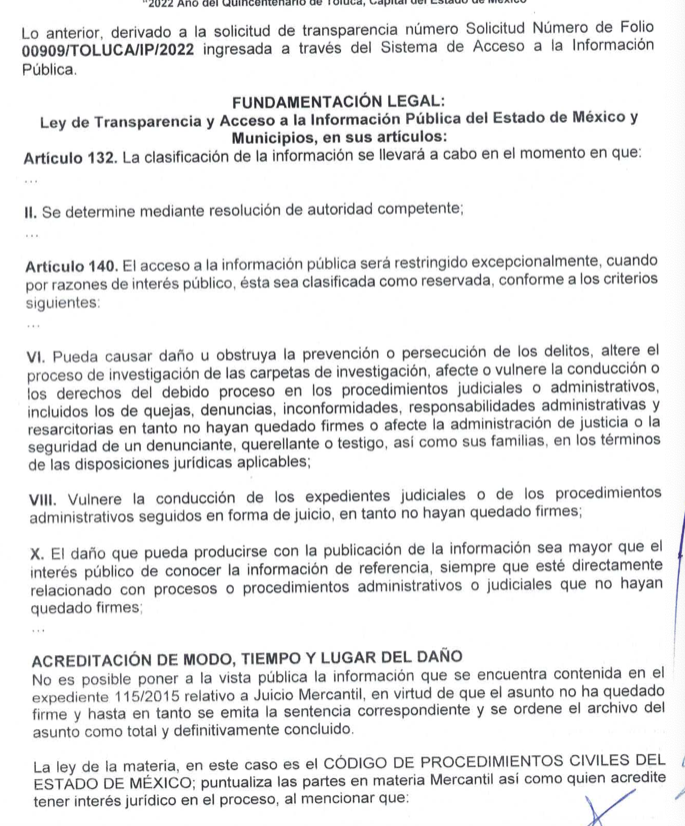 "2022 Año del Quincentenario de Toluca, Capital del Estado de México"
Lo anterior, derivado a la solicitud de transparencia número Solicitud Número de Folio
00909/TOLUCA/IP/2022 ingresada a través del Sistema de Acceso a la Información
Pública.
FUNDAMENTACIÓN LEGAL:
Ley de Transparencia y Acceso a la Información Pública del Estado de México y
Municipios, en sus artículos:
Artículo 132. La clasificación de la información se llevará a cabo en el momento en que:
...
II. Se determine mediante resolución de autoridad competente;
...
Artículo 140. El acceso a la información pública será restringido excepcionalmente, cuando
por razones de interés público, ésta sea clasificada como reservada, conforme a los criterios
siguientes:
...
VI. Pueda causar daño u obstruya la prevención o persecución de los delitos, altere el
proceso de investigación de las carpetas de investigación, afecte o vulnere la conducción o
los derechos del debido proceso en los procedimientos judiciales o administrativos,
incluidos los de quejas, denuncias, inconformidades, responsabilidades administrativas y
resarcitorias en tanto no hayan quedado firmes o afecte la administración de justicia o la
seguridad de un denunciante, querellante o testigo, así como sus familias, en los términos
de las disposiciones jurídicas aplicables;
VIII. Vulnere la conducción de los expedientes judiciales o de los procedimientos
administrativos seguidos en forma de juicio, en tanto no hayan quedado firmes;
X. El daño que pueda producirse con la publicación de la información sea mayor que el
interés público de conocer la información de referencia, siempre que esté directamente
relacionado con procesos o procedimientos administrativos o judiciales que no hayan
quedado firmes;
...
ACREDITACIÓN DE MODO, TIEMPO Y LUGAR DEL DAÑO
No es posible poner a la vista pública la información que se encuentra contenida en el
expediente 115/2015 relativo a Juicio Mercantil, en virtud de que el asunto no ha quedado
firme y hasta en tanto se emita la sentencia correspondiente y se ordene el archivo del
asunto como total y definitivamente concluido.
La ley de la materia, en este caso es el CÓDIGO DE PROCEDIMIENTOS CIVILES DEL
ESTADO DE MÉXICO; puntualiza las partes en materia Mercantil así como quien acredite
tener interés jurídico en el proceso, al mencionar que: